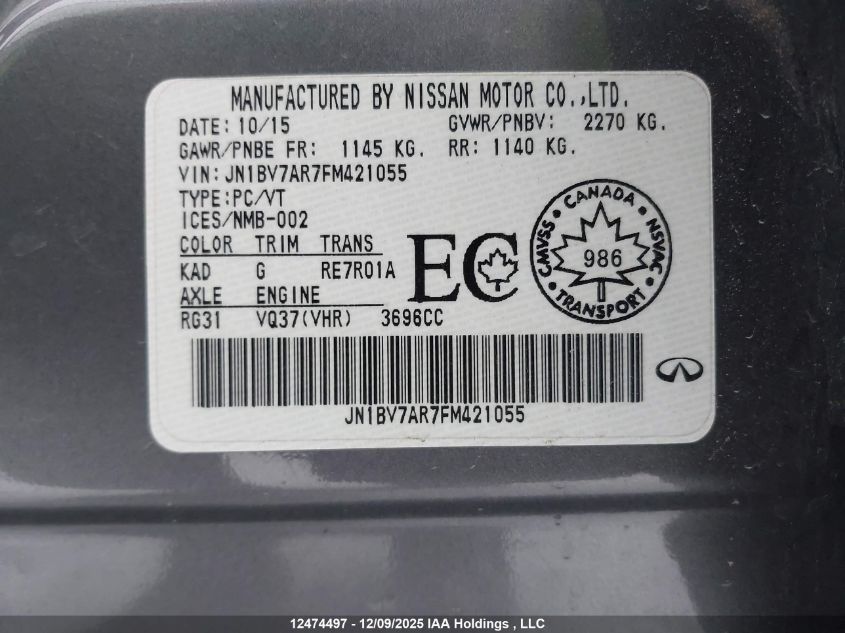 MANUFACTURED BY NISSAN MOTOR CO.,LTD.
DATE: 10/15 GVWR/PNBV: 2270 KG.
GAWR/PNBE FR: 1145 KG. RR: 1140 KG.
VIN: JN1BV7AR7FM421055
TYPE:PC/VT
ICES/NMB-002
COLOR TRIM TRANS
KAD G RE7R01A
AXLE ENGINE
RG31 VQ37(VHR) 3696CC
EC
CANADA
CMVSS
NSVAC
986
TRANSPORT
JN1BV7AR7FM421055
12474497 - 12/09/2025 IAA Holdings , LLC